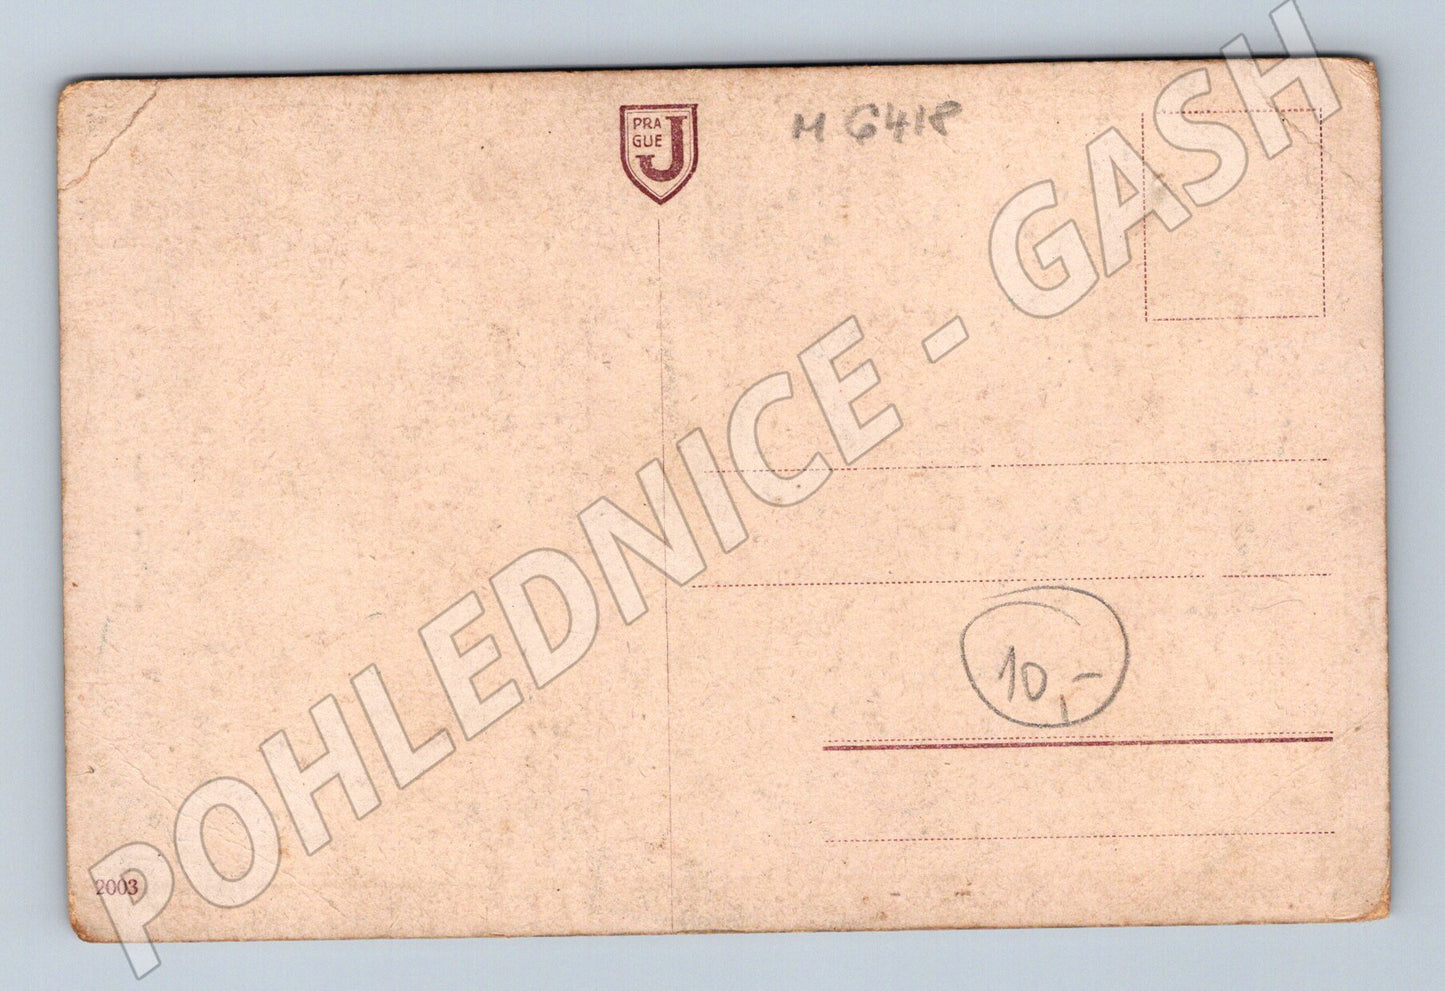 PRA
GUE
J
M 6418
10,-
2003
POHLEDNICE - GASH